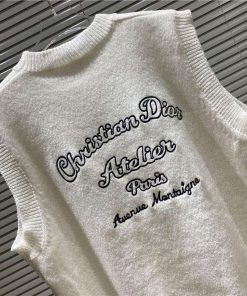 Christian Dior
Atelier
Paris
Avenue Montaigne